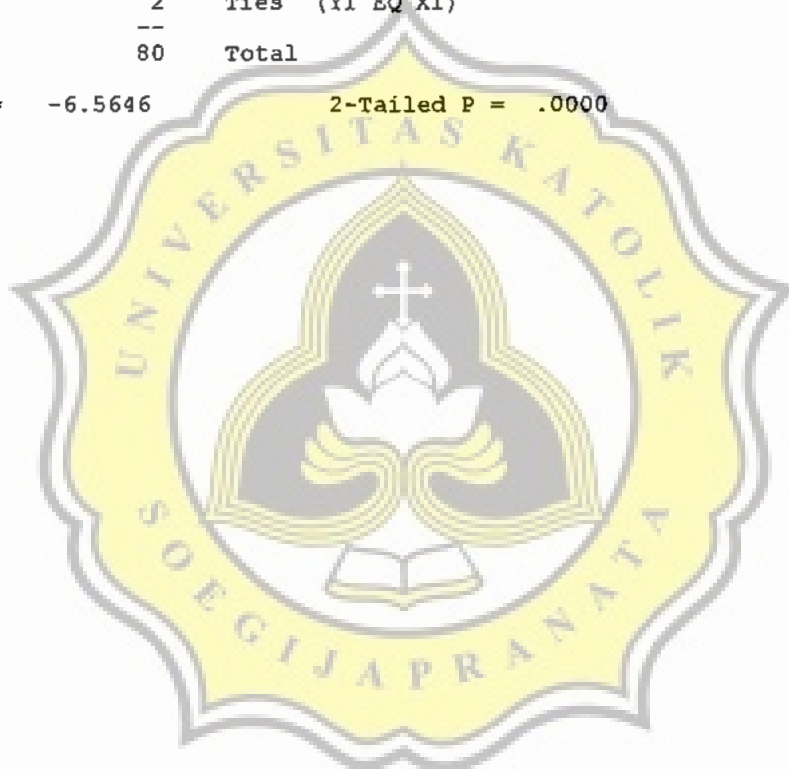 2 Ties (Y1 EQ X1)
--
80 Total
-6.5646 2-Tailed P = .0000
UNIVERSITAS KATOLIK
SOEGIJAPRANATA